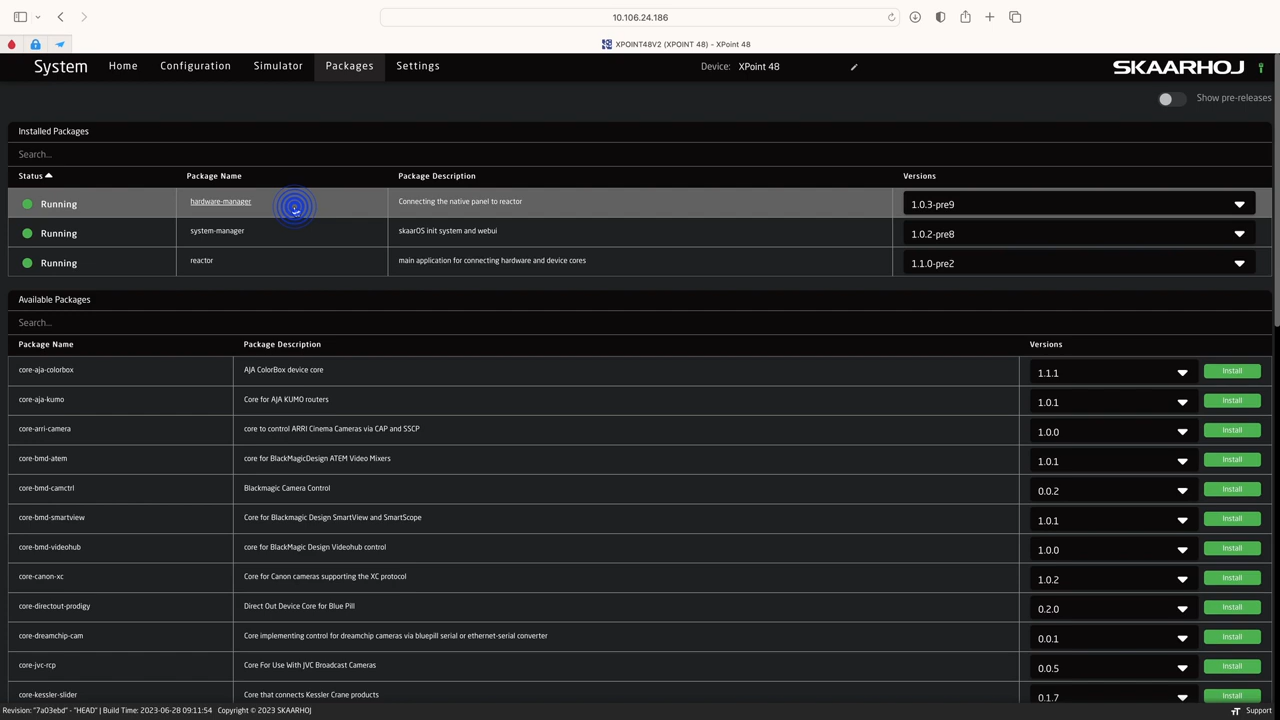 10.106.24.186
XPOINT48V2 (XPOINT 48) - XPoint 48
System Home Configuration Simulator Packages Settings Device: XPoint 48 SKAARHOJ
Show pre-releases
Installed Packages
Search...
Status Package Name Package Description Versions
Running hardware-manager Connecting the native panel to reactor 1.0.3-pre9
Running system-manager skaarOS init system and webui 1.0.2-pre8
Running reactor main application for connecting hardware and device cores 1.1.0-pre2
Available Packages
Search...
Package Name Package Description Versions
core-aja-colorbox AJA ColorBox device core 1.1.1 Install
core-aja-kumo Core for AJA KUMO routers 1.0.1 Install
core-arri-camera core to control ARRI Cinema Cameras via CAP and SSCP 1.0.0 Install
core-bmd-atem core for BlackMagicDesign ATEM Video Mixers 1.0.1 Install
core-bmd-camctrl Blackmagic Camera Control 0.0.2 Install
core-bmd-smartview Core for Blackmagic Design SmartView and SmartScope 1.0.1 Install
core-bmd-videohub core for BlackMagic Design Videohub control 1.0.0 Install
core-canon-xc Core for Canon cameras supporting the XC protocol 1.0.2 Install
core-directout-prodigy Direct Out Device Core for Blue Pill 0.2.0 Install
core-dreamchip-cam Core implementing control for dreamchip cameras via bluepill serial or ethernet-serial converter 0.0.1 Install
core-jvc-rcp Core For Use With JVC Broadcast Cameras 0.0.5 Install
core-kessler-slider Core that connects Kessler Crane products 0.1.7 Install
Revision: "7a03ebd" - "HEAD" | Build Time: 2023-06-28 09:11:54 Copyright © 2023 SKAARHOJ Support